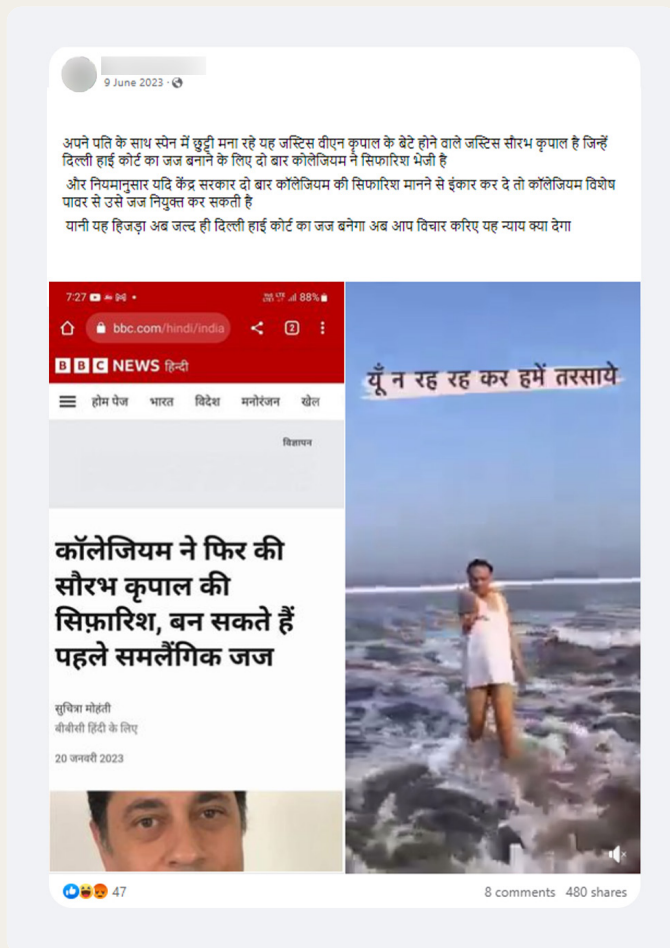 9 June 2023 ·
अपने पति के साथ स्पेन में छुट्टी मना रहे यह जस्टिस वीएन कृपाल के बेटे होने वाले जस्टिस सौरभ कृपाल है जिन्हें
दिल्ली हाई कोर्ट का जज बनाने के लिए दो बार कोलेजियम ने सिफारिश भेजी है
और नियमानुसार यदि केंद्र सरकार दो बार कॉलेजियम की सिफारिश मानने से इंकार कर दे तो कॉलेजियम विशेष
पावर से उसे जज नियुक्त कर सकती है
यानी यह हिजड़ा अब जल्द ही दिल्ली हाई कोर्ट का जज बनेगा अब आप विचार करिए यह न्याय क्या देगा
7:27 88%
bbc.com/hindi/india 2
BBC NEWS हिन्दी
होम पेज भारत विदेश मनोरंजन खेल
विज्ञापन
कॉलेजियम ने फिर की
सौरभ कृपाल की
सिफ़ारिश, बन सकते हैं
पहले समलैंगिक जज
सुचित्रा मोहंती
बीबीसी हिंदी के लिए
20 जनवरी 2023
यूँ न रह रह कर हमें तरसाये
47 8 comments 480 shares